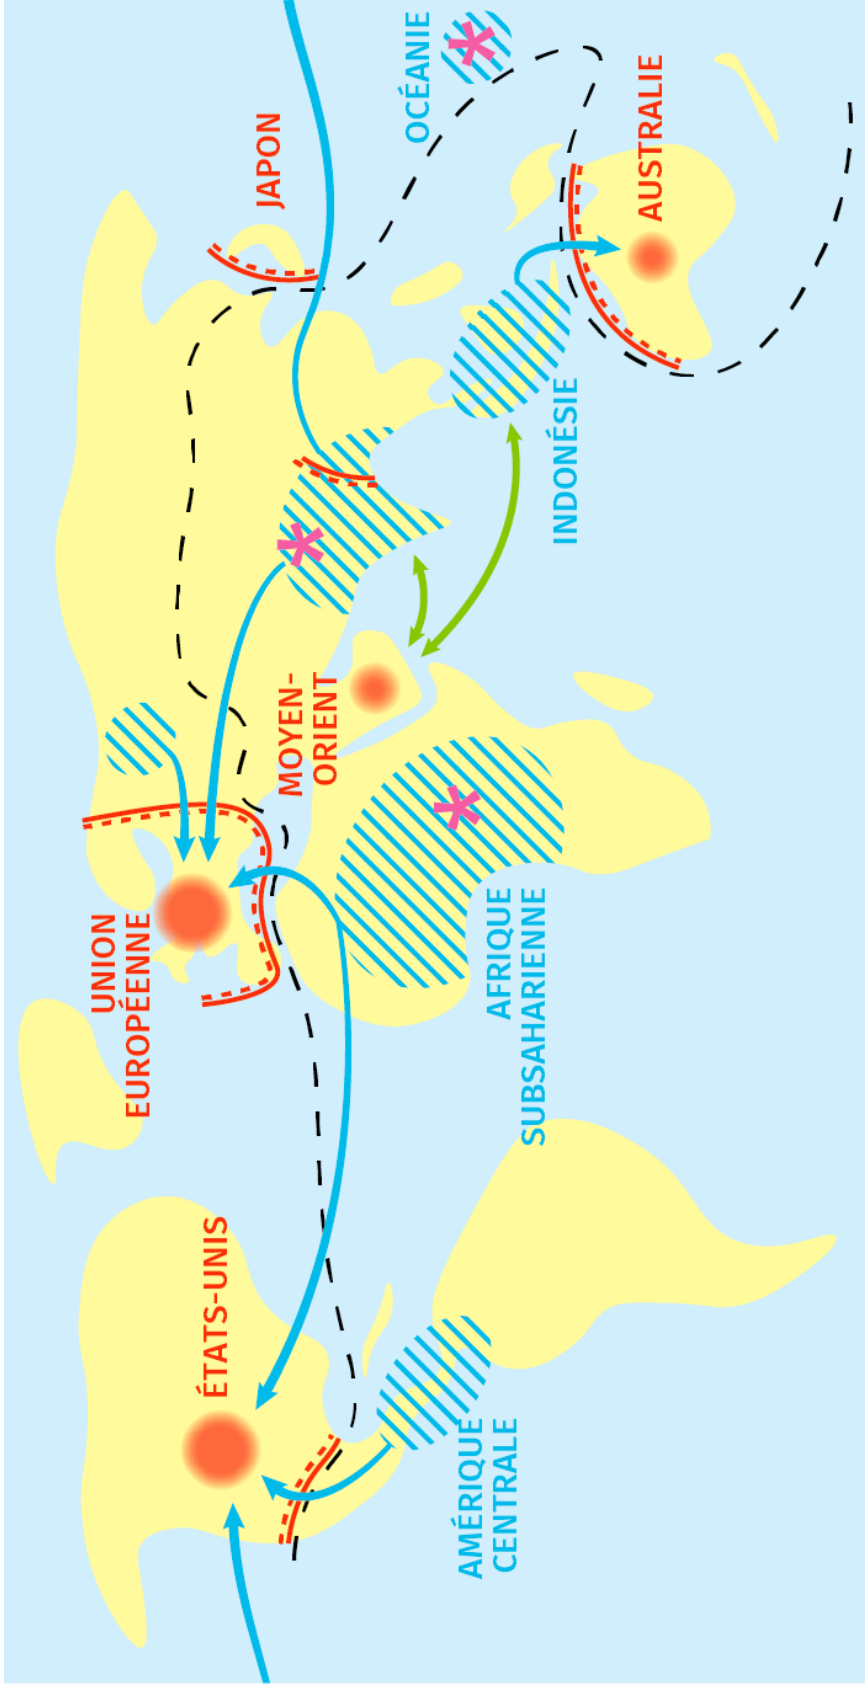 ÉTATS-UNIS
UNION
EUROPÉENNE
JAPON
MOYEN-
ORIENT
OCÉANIE
AMÉRIQUE
CENTRALE
AFRIQUE
SUBSAHARIENNE
INDONÉSIE
AUSTRALIE